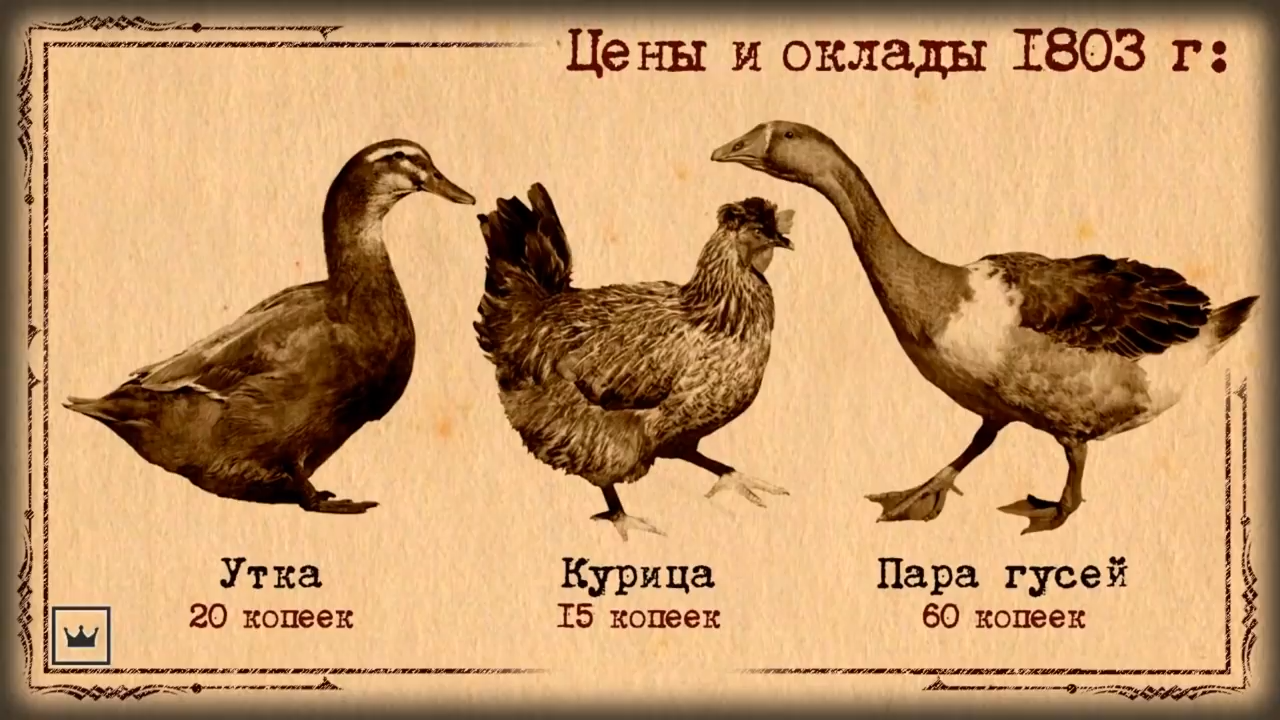 Цены и оклады 1803 г:
Утка
20 копеек
Курица
15 копеек
Пара гусей
60 копеек